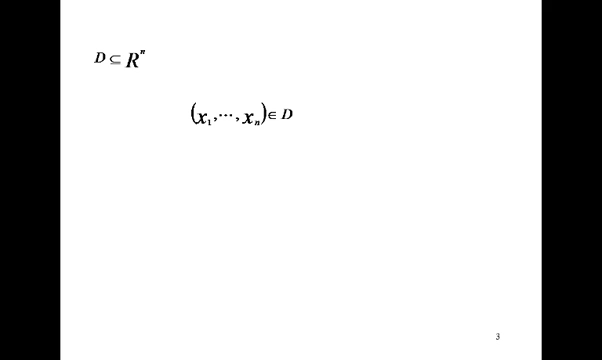 D ⊆ Rⁿ
(x₁,⋯,xₙ)∈ D
3